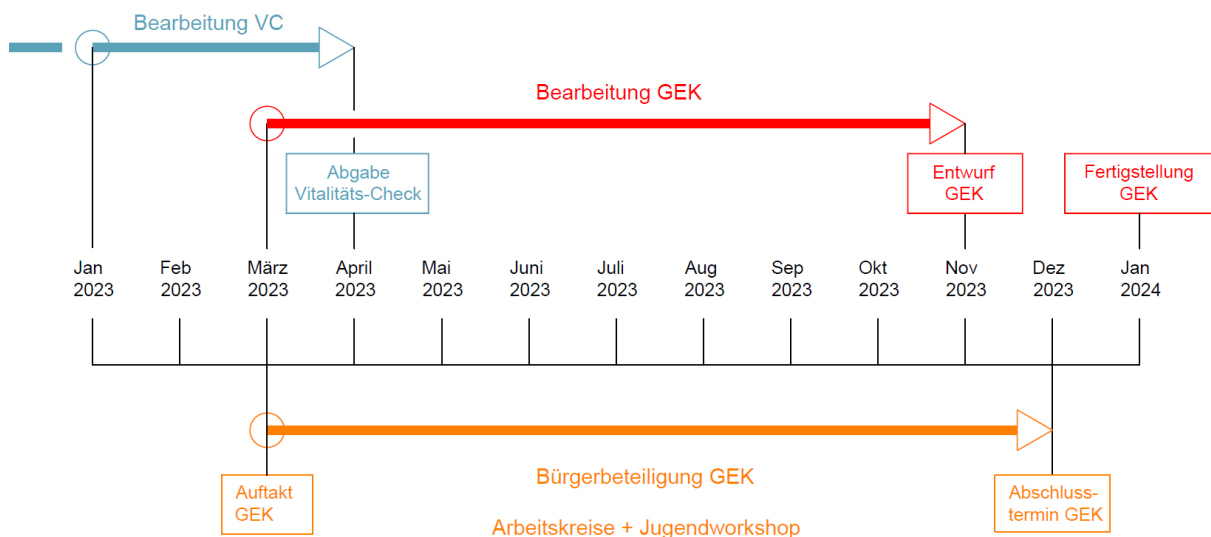 Bearbeitung VC
Bearbeitung GEK
Abgabe
Vitalitäts-Check
Entwurf
GEK
Fertigstellung
GEK
Jan
2023
Feb
2023
März
2023
April
2023
Mai
2023
Juni
2023
Juli
2023
Aug
2023
Sep
2023
Okt
2023
Nov
2023
Dez
2023
Jan
2024
Bürgerbeteiligung GEK
Auftakt
GEK
Abschluss-
termin GEK
Arbeitskreise + Jugendworkshop